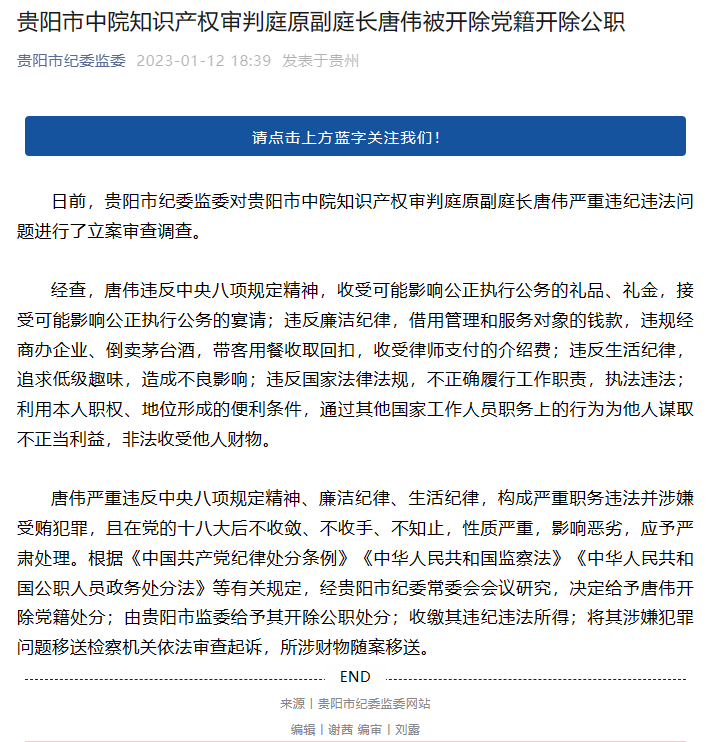 贵阳市中院知识产权审判庭原副庭长唐伟被开除党籍开除公职
贵阳市纪委监委 2023-01-12 18:39 发表于贵州
请点击上方蓝字关注我们！
日前，贵阳市纪委监委对贵阳市中院知识产权审判庭原副庭长唐伟严重违纪违法问
题进行了立案审查调查。
经查，唐伟违反中央八项规定精神，收受可能影响公正执行公务的礼品、礼金，接
受可能影响公正执行公务的宴请；违反廉洁纪律，借用管理和服务对象的钱款，违规经
商办企业、倒卖茅台酒，带客用餐收取回扣，收受律师支付的介绍费；违反生活纪律，
追求低级趣味，造成不良影响；违反国家法律法规，不正确履行工作职责，执法违法；
利用本人职权、地位形成的便利条件，通过其他国家工作人员职务上的行为为他人谋取
不正当利益，非法收受他人财物。
唐伟严重违反中央八项规定精神、廉洁纪律、生活纪律，构成严重职务违法并涉嫌
受贿犯罪，且在党的十八大后不收敛、不收手、不知止，性质严重，影响恶劣，应予严
肃处理。根据《中国共产党纪律处分条例》《中华人民共和国监察法》《中华人民共和
国公职人员政务处分法》等有关规定，经贵阳市纪委常委会会议研究，决定给予唐伟开
除党籍处分；由贵阳市监委给予其开除公职处分；收缴其违纪违法所得；将其涉嫌犯罪
问题移送检察机关依法审查起诉，所涉财物随案移送。
END
来源丨贵阳市纪委监委网站
编辑丨谢茜 编审丨刘露